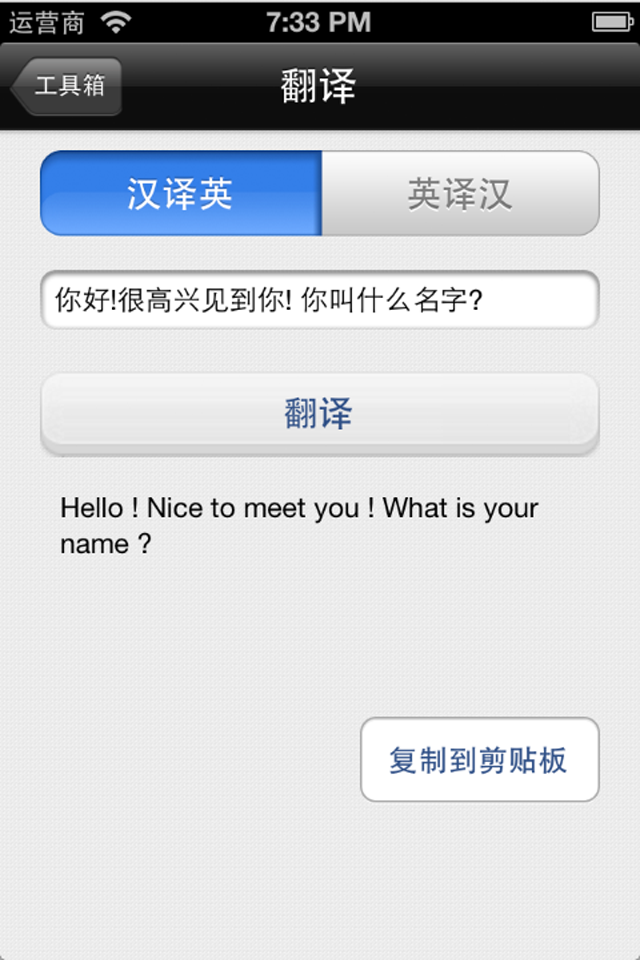 运营商 7:33 PM
工具箱 翻译
汉译英 英译汉
你好!很高兴见到你! 你叫什么名字?
翻译
Hello ! Nice to meet you ! What is your
name ?
复制到剪贴板